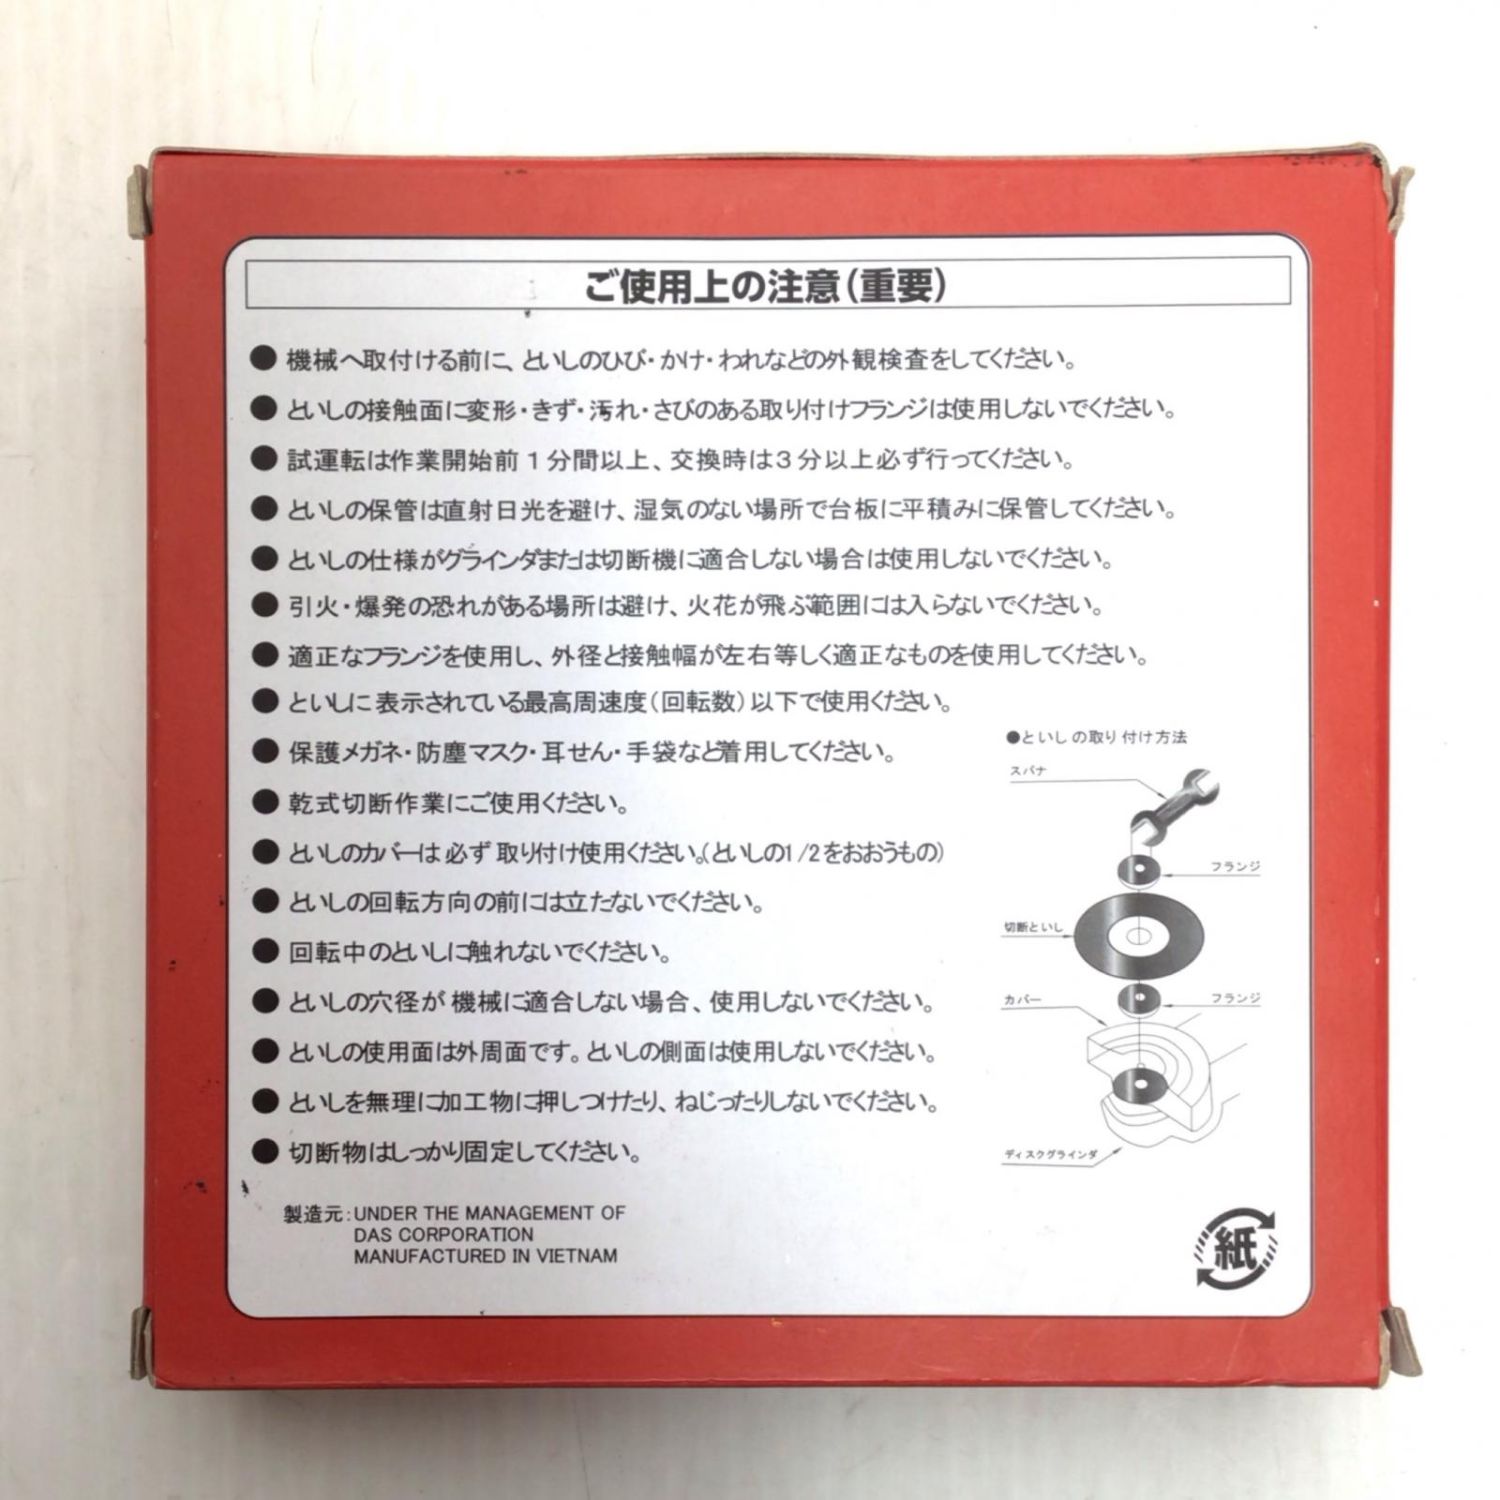 ご使用上の注意(重要)
●機械へ取付ける前に、といしのひび・かけ・われなどの外観検査をしてください。
●といしの接触面に変形・きず・汚れ・さびのある取り付けフランジは使用しないでください。
●試運転は作業開始前1分間以上、交換時は3分以上必ず行ってください。
●といしの保管は直射日光を避け、湿気のない場所で台板に平積みに保管してください。
●といしの仕様がグラインダまたは切断機に適合しない場合は使用しないでください。
●引火・爆発の恐れがある場所は避け、火花が飛ぶ範囲には入らないでください。
●適正なフランジを使用し、外径と接触幅が左右等しく適正なものを使用してください。
●といしに表示されている最高周速度(回転数)以下で使用ください。
●保護メガネ・防塵マスク・耳せん・手袋など着用してください。
●乾式切断作業にご使用ください。
●といしのカバーは必ず取り付け使用ください。(といしの1/2をおおうもの)
●といしの回転方向の前には立たないでください。
●回転中のといしに触れないでください。
●といしの穴径が機械に適合しない場合、使用しないでください。
●といしの使用面は外周面です。といしの側面は使用しないでください。
●といしを無理に加工物に押しつけたり、ねじったりしないでください。
●切断物はしっかり固定してください。
●といしの取り付け方法
スパナ
フランジ
切断といし
カバー
フランジ
ディスクグラインダ
製造元:UNDER THE MANAGEMENT OF
DAS CORPORATION
MANUFACTURED IN VIETNAM
紙